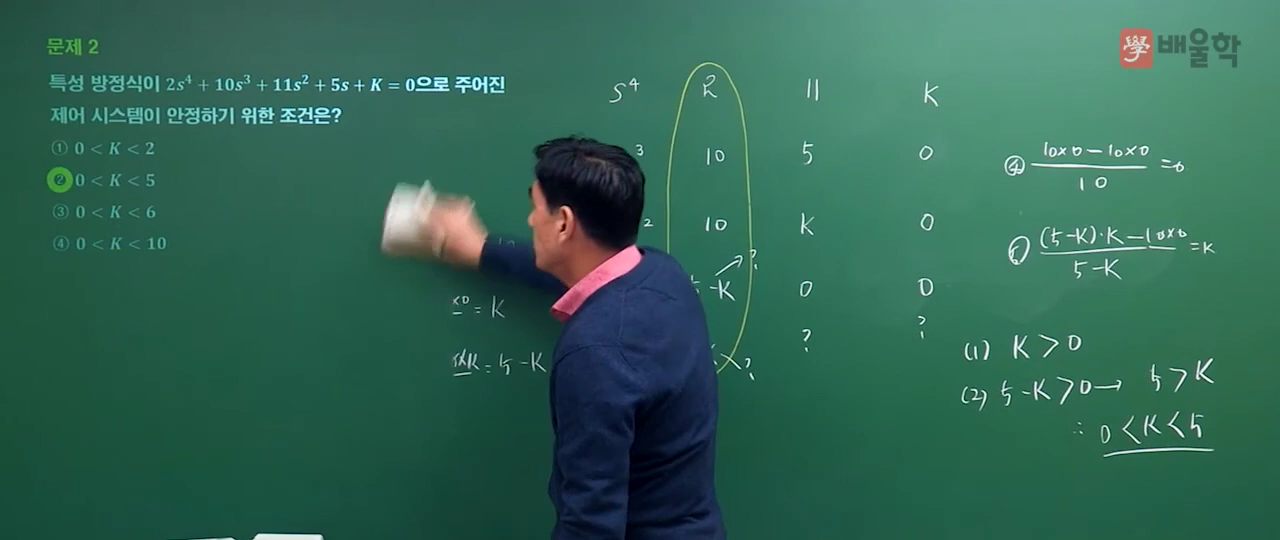 문제 2
學 배울학
특성 방정식이 2s⁴ + 10s³ + 11s² + 5s + K = 0으로 주어진
제어 시스템이 안정하기 위한 조건은?
① 0 < K < 2
② 0 < K < 5
③ 0 < K < 6
④ 0 < K < 10
S⁴ 2 11 K
3 10 5 0
2 10 K 0
5-K 0 0
? ? ?
?
= K
= 5-K
④ (10×0-10×0)/10 = 0
(5-K)·K-10×0 / 5-K = K
(1) K > 0
(2) 5-K > 0 → 5 > K
∴ 0 < K < 5